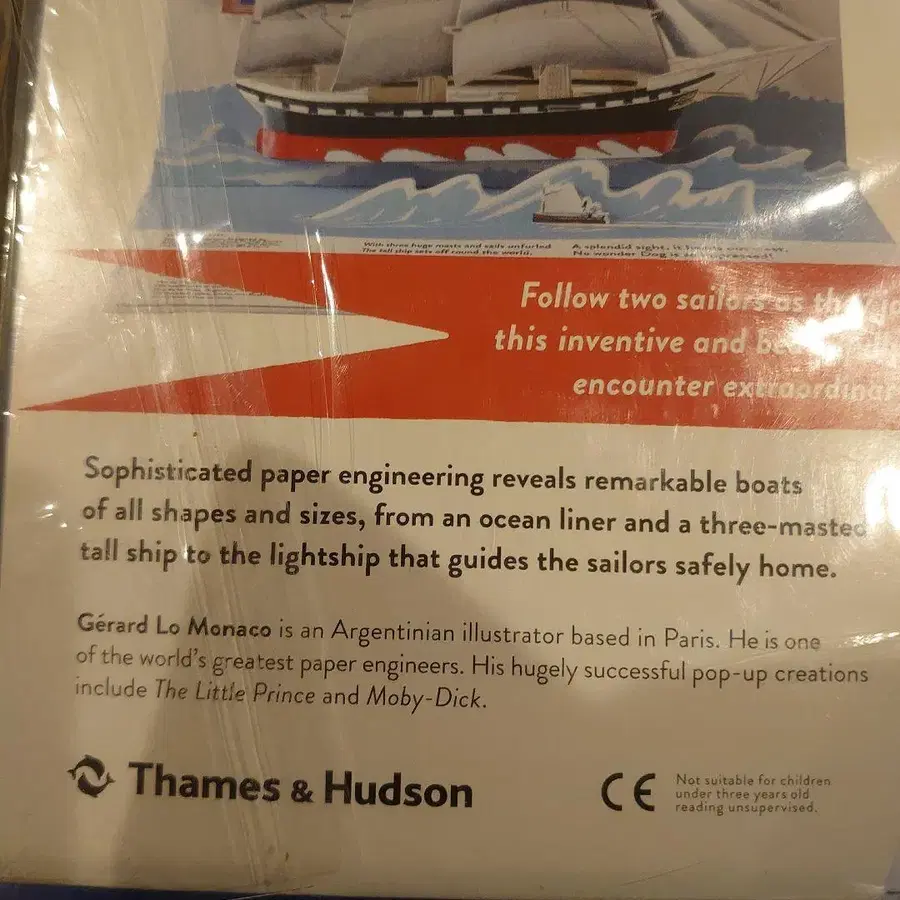 With three huge masts and sails unfurled
The tall ship sets off round the world.
A splendid sight, it
No wonder Dog is
Follow two sailors as
this inventive and
encounter extraordinar
Sophisticated paper engineering reveals remarkable boats
of all shapes and sizes, from an ocean liner and a three-masted
tall ship to the lightship that guides the sailors safely home.
Gérard Lo Monaco is an Argentinian illustrator based in Paris. He is one
of the world's greatest paper engineers. His hugely successful pop-up creations
include The Little Prince and Moby-Dick.
Thames & Hudson
CE
Not suitable for children
under three years old
reading unsupervised.